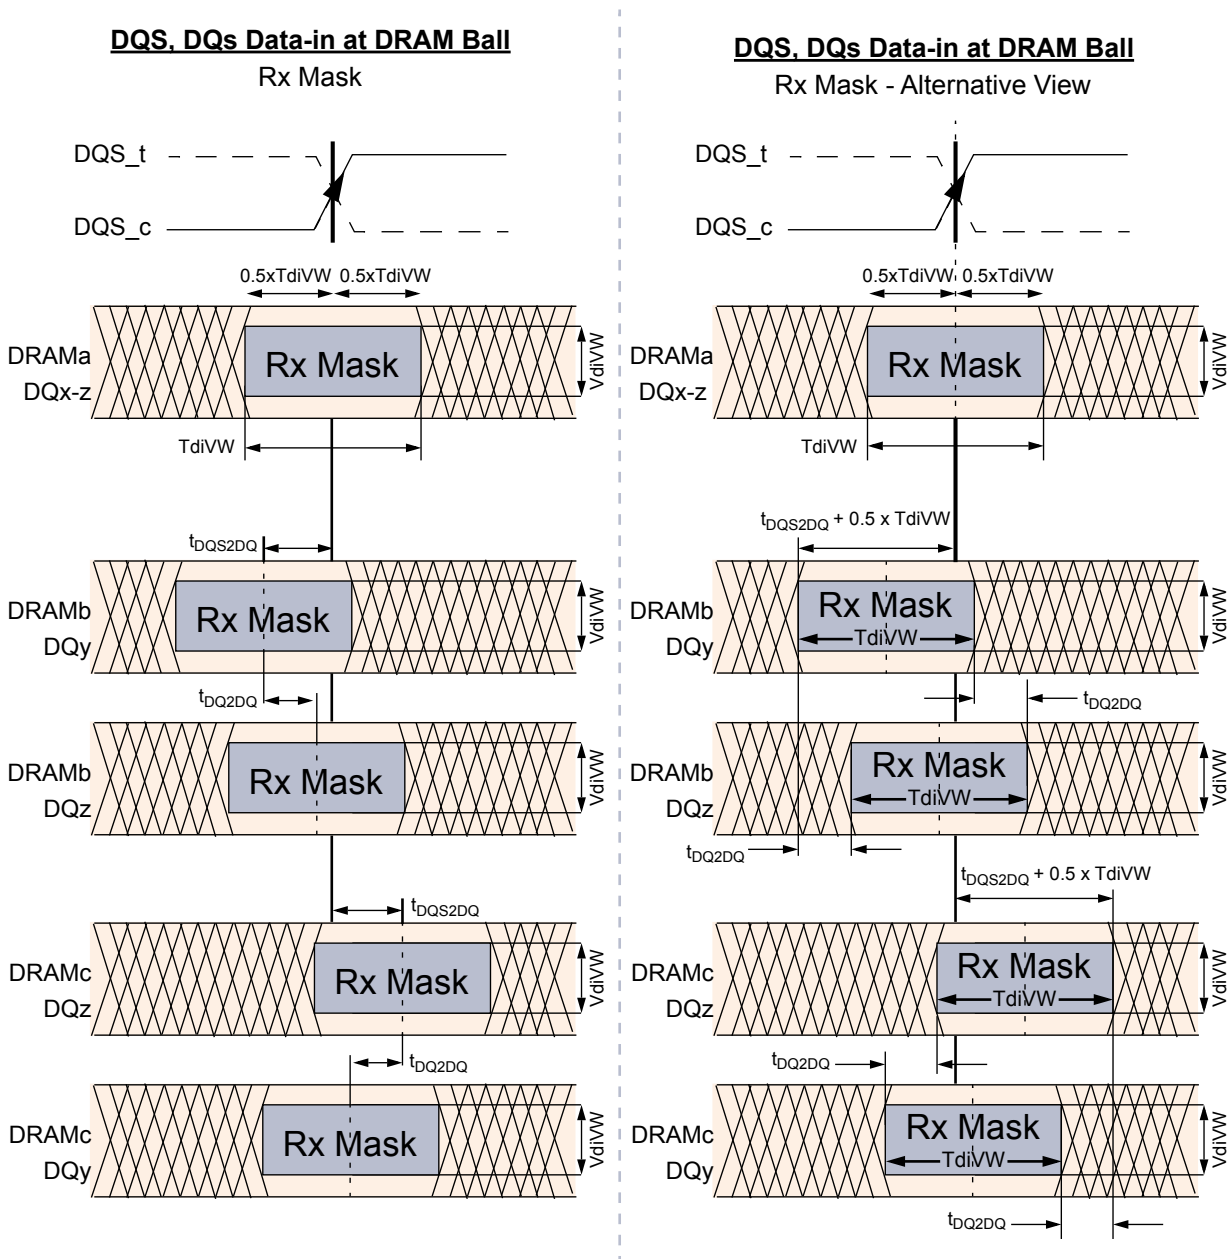 DQS, DQs Data-in at DRAM Ball
Rx Mask
DQS_t
DQS_c
0.5xTdiVW 0.5xTdiVW
DRAMa
DQx-z
Rx Mask
VdiVW
TdiVW
tDQS2DQ
DRAMb
DQy
Rx Mask
VdiVW
tDQ2DQ
DRAMb
DQz
Rx Mask
VdiVW
tDQS2DQ
DRAMc
DQz
Rx Mask
VdiVW
tDQ2DQ
DRAMc
DQy
Rx Mask
VdiVW
DQS, DQs Data-in at DRAM Ball
Rx Mask - Alternative View
DQS_t
DQS_c
0.5xTdiVW 0.5xTdiVW
DRAMa
DQx-z
Rx Mask
VdiVW
TdiVW
tDQS2DQ + 0.5 x TdiVW
DRAMb
DQy
Rx Mask
TdiVW
VdiVW
tDQ2DQ
DRAMb
DQz
Rx Mask
TdiVW
VdiVW
tDQ2DQ
tDQS2DQ + 0.5 x TdiVW
DRAMc
DQz
Rx Mask
TdiVW
VdiVW
tDQ2DQ
DRAMc
DQy
Rx Mask
TdiVW
VdiVW
tDQ2DQ